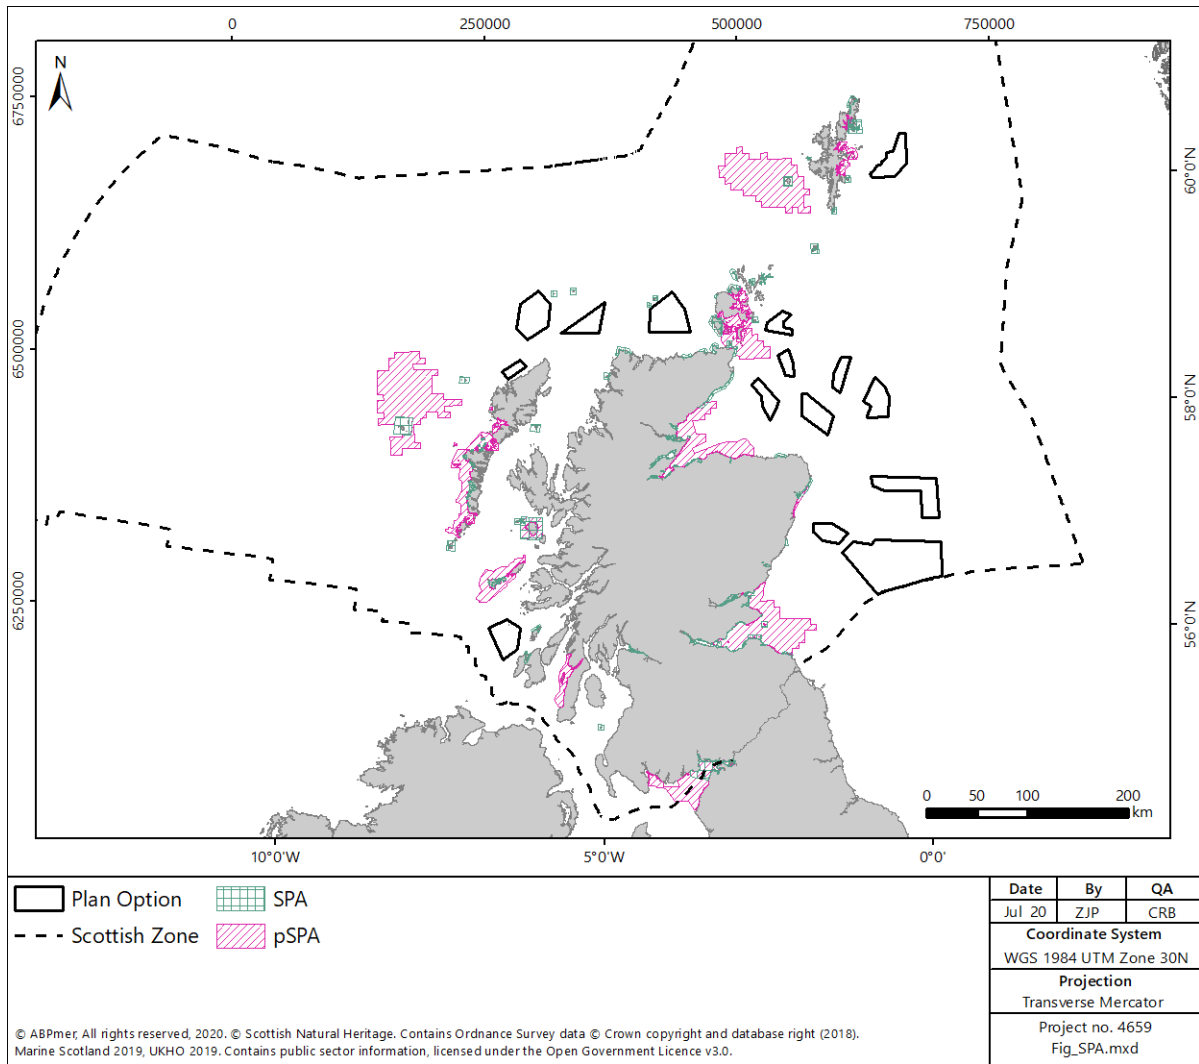 0 250000 500000 750000
N
6750000
6500000
6250000
60°0'N
58°0'N
56°0'N
0 50 100 200
km
10°0'W 5°0'W 0°0'
Plan Option
SPA
Scottish Zone
pSPA
Date By QA
Jul 20 ZJP CRB
Coordinate System
WGS 1984 UTM Zone 30N
Projection
Transverse Mercator
Project no. 4659
Fig_SPA.mxd
© ABPmer, All rights reserved, 2020. © Scottish Natural Heritage. Contains Ordnance Survey data © Crown copyright and database right (2018).
Marine Scotland 2019, UKHO 2019. Contains public sector information, licensed under the Open Government Licence v3.0.